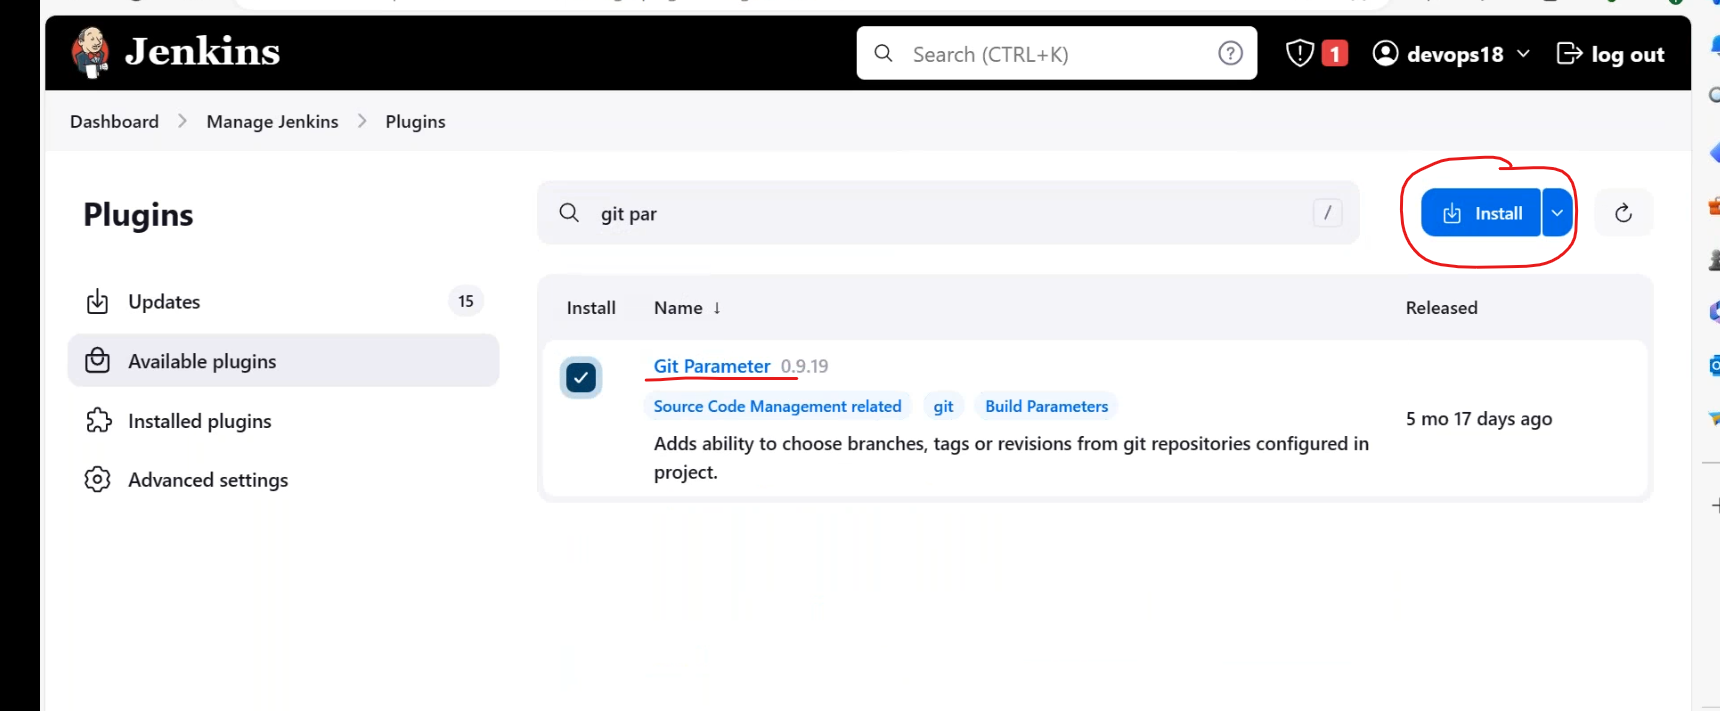 Jenkins
Search (CTRL+K)
1
devops18
log out
Dashboard
Manage Jenkins
Plugins
Plugins
git par
/
Install
Updates
15
Available plugins
Installed plugins
Advanced settings
Install Name ↓ Released
Git Parameter 0.9.19
Source Code Management related git Build Parameters
Adds ability to choose branches, tags or revisions from git repositories configured in
project.
5 mo 17 days ago